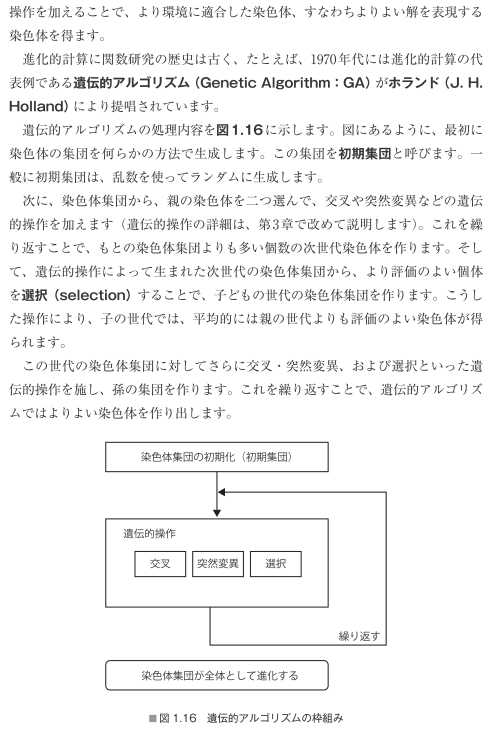 操作を加えることで、より環境に適合した染色体、すなわちよりよい解を表現する
染色体を得ます。
進化的計算に関数研究の歴史は古く、たとえば、1970年代には進化的計算の代
表例である遺伝的アルゴリズム（Genetic Algorithm：GA）がホランド（J. H.
Holland）により提唱されています。
遺伝的アルゴリズムの処理内容を図1.16に示します。図にあるように、最初に
染色体の集団を何らかの方法で生成します。この集団を初期集団と呼びます。一
般に初期集団は、乱数を使ってランダムに生成します。
次に、染色体集団から、親の染色体を二つ選んで、交叉や突然変異などの遺伝
的操作を加えます（遺伝的操作の詳細は、第3章で改めて説明します）。これを繰
り返すことで、もとの染色体集団よりも多い個数の次世代染色体を作ります。そし
て、遺伝的操作によって生まれた次世代の染色体集団から、より評価のよい個体
を選択（selection）することで、子どもの世代の染色体集団を作ります。こうし
た操作により、子の世代では、平均的には親の世代よりも評価のよい染色体が得
られます。
この世代の染色体集団に対してさらに交叉・突然変異、および選択といった遺
伝的操作を施し、孫の集団を作ります。これを繰り返すことで、遺伝的アルゴリズ
ムではよりよい染色体を作り出します。
染色体集団の初期化（初期集団）
遺伝的操作
交叉
突然変異
選択
繰り返す
染色体集団が全体として進化する
■図1.16　遺伝的アルゴリズムの枠組み